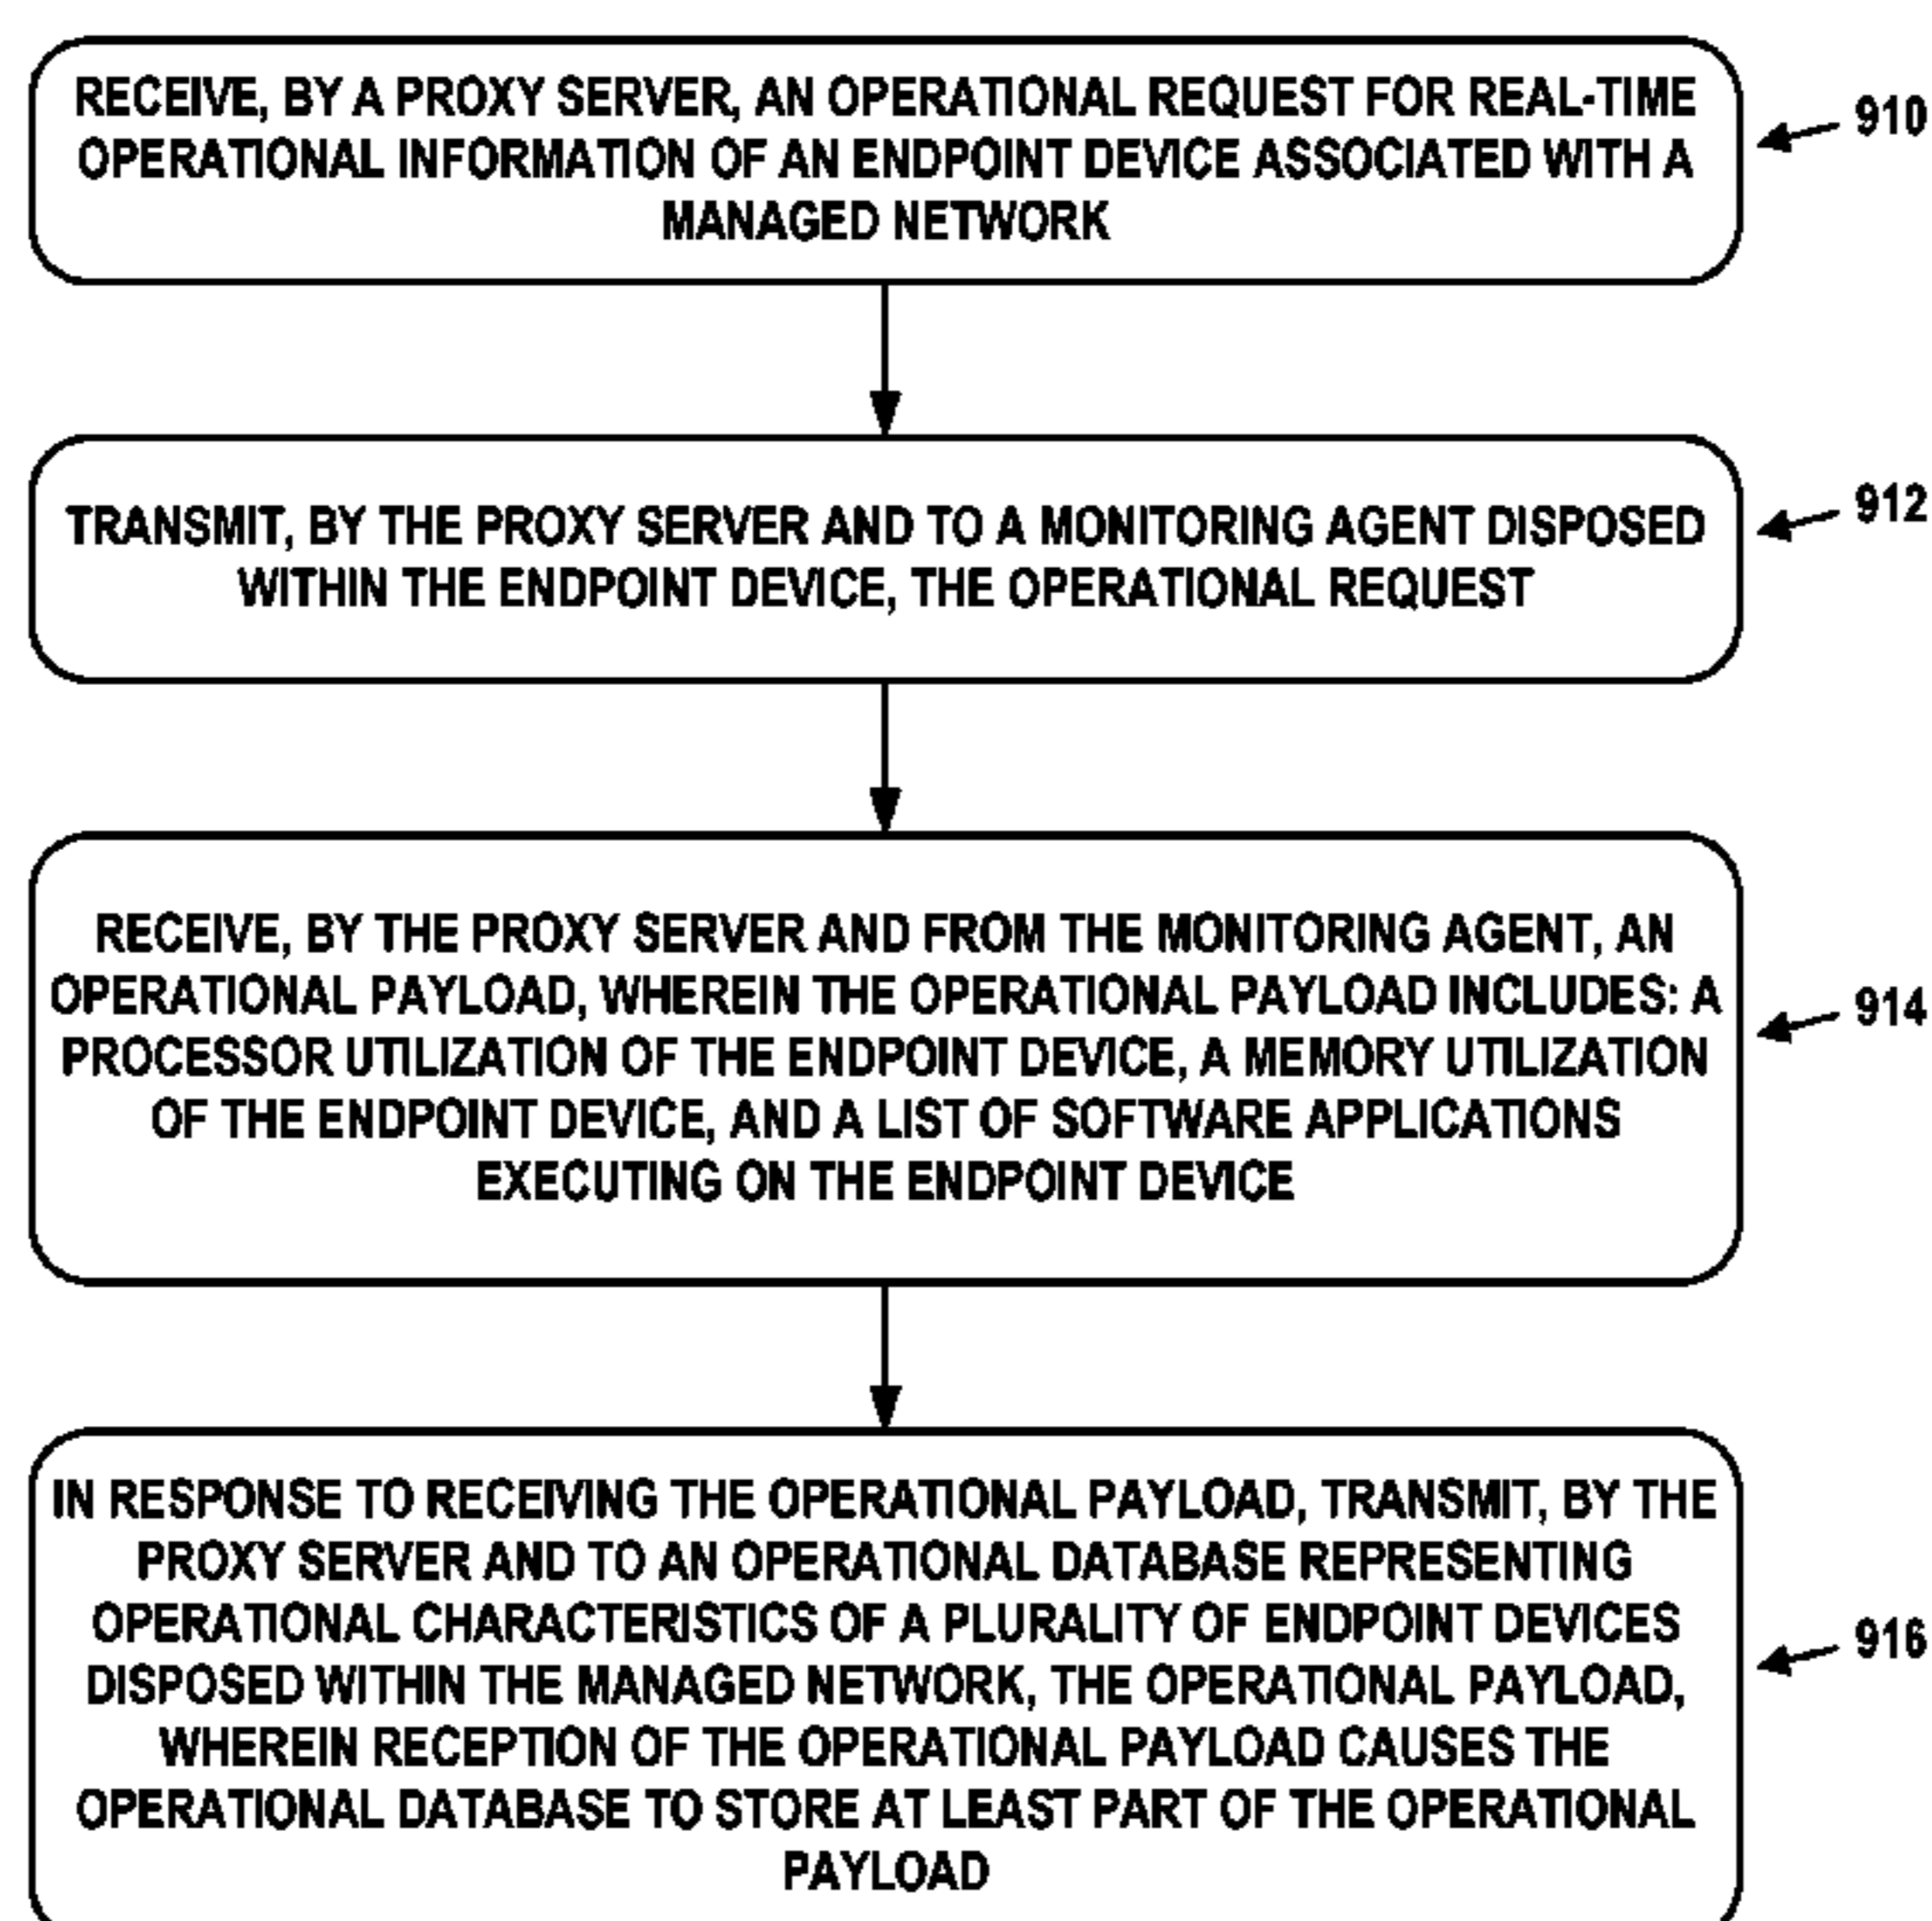 RECEIVE, BY A PROXY SERVER, AN OPERATIONAL REQUEST FOR REAL-TIME
OPERATIONAL INFORMATION OF AN ENDPOINT DEVICE ASSOCIATED WITH A
MANAGED NETWORK
910
TRANSMIT, BY THE PROXY SERVER AND TO A MONITORING AGENT DISPOSED
WITHIN THE ENDPOINT DEVICE, THE OPERATIONAL REQUEST
912
RECEIVE, BY THE PROXY SERVER AND FROM THE MONITORING AGENT, AN
OPERATIONAL PAYLOAD, WHEREIN THE OPERATIONAL PAYLOAD INCLUDES: A
PROCESSOR UTILIZATION OF THE ENDPOINT DEVICE, A MEMORY UTILIZATION
OF THE ENDPOINT DEVICE, AND A LIST OF SOFTWARE APPLICATIONS
EXECUTING ON THE ENDPOINT DEVICE
914
IN RESPONSE TO RECEIVING THE OPERATIONAL PAYLOAD, TRANSMIT, BY THE
PROXY SERVER AND TO AN OPERATIONAL DATABASE REPRESENTING
OPERATIONAL CHARACTERISTICS OF A PLURALITY OF ENDPOINT DEVICES
DISPOSED WITHIN THE MANAGED NETWORK, THE OPERATIONAL PAYLOAD,
WHEREIN RECEPTION OF THE OPERATIONAL PAYLOAD CAUSES THE
OPERATIONAL DATABASE TO STORE AT LEAST PART OF THE OPERATIONAL
PAYLOAD
916